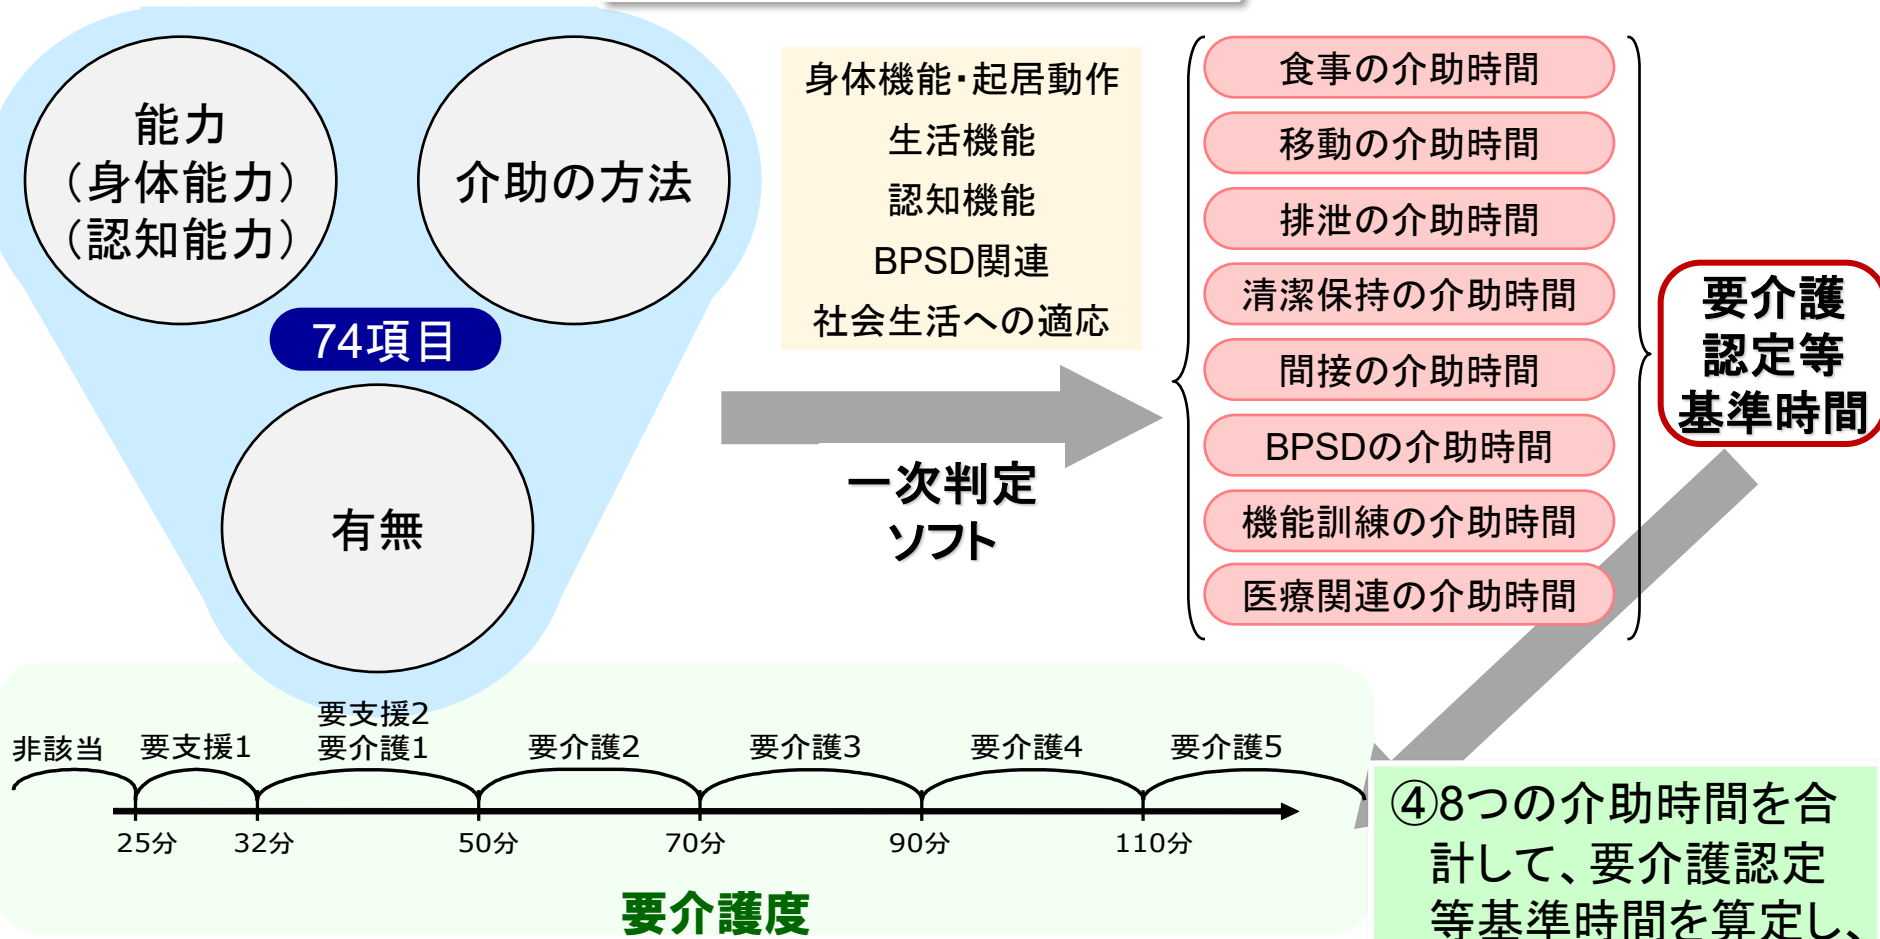 能力
（身体能力）
（認知能力）
介助の方法
74項目
有無
身体機能・起居動作
生活機能
認知機能
BPSD関連
社会生活への適応
一次判定
ソフト
食事の介助時間
移動の介助時間
排泄の介助時間
清潔保持の介助時間
間接の介助時間
BPSDの介助時間
機能訓練の介助時間
医療関連の介助時間
要介護
認定等
基準時間
非該当
要支援1
要支援2
要介護1
要介護2
要介護3
要介護4
要介護5
25分
32分
50分
70分
90分
110分
要介護度
④8つの介助時間を合
計して、要介護認定
等基準時間を算定し、